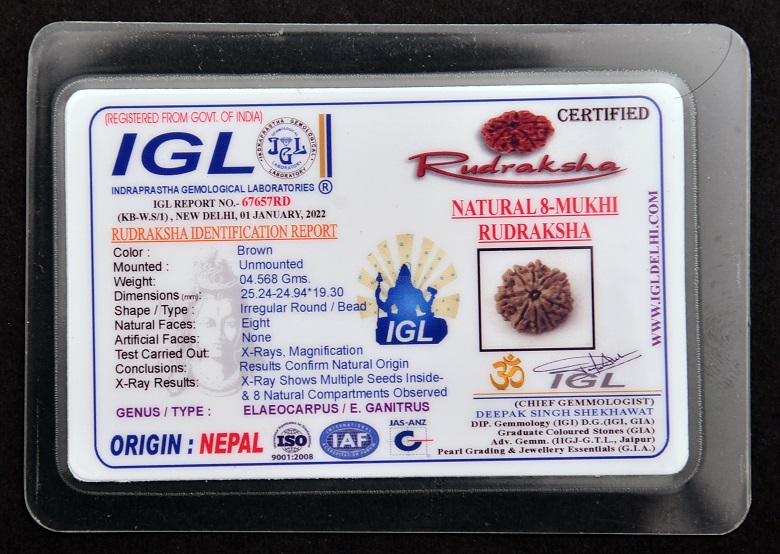 (REGISTERED FROM GOVT. OF INDIA)
IGL
INDRAPRASTHA GEMOLOGICAL LABORATORY
IGL
INDRAPRASTHA GEMOLOGICAL LABORATORIES ®
IGL REPORT NO.- 67657RD
(KB-W.S/1) , NEW DELHI, 01 JANUARY, 2022
RUDRAKSHA IDENTIFICATION REPORT
Color : Brown
Mounted : Unmounted
Weight: 04.568 Gms.
Dimensions (mm): 25.24-24.94*19.30
Shape / Type : Irregular Round / Bead
Natural Faces: Eight
Artificial Faces: None
Test Carried Out: X-Rays, Magnification
Conclusions: Results Confirm Natural Origin
X-Ray Results: X-Ray Shows Multiple Seeds Inside-
& 8 Natural Compartments Observed
GENUS / TYPE : ELAEOCARPUS / E. GANITRUS
ORIGIN : NEPAL
ISO
9001:2008
INTERNATIONAL
IAF
JAS-ANZ
IGL
CERTIFIED
Rudraksha
NATURAL 8-MUKHI
RUDRAKSHA
WWW.IGLDELHI.COM
ॐ
IGL
(CHIEF GEMMOLOGIST)
DEEPAK SINGH SHEKHAWAT
DIP. Gemmology (IGI) D.G.(IGI, GIA)
Graduate Coloured Stones (GIA)
Adv. Gemm. (IIGJ-G.T.L., Jaipur)
Pearl Grading & Jewellery Essentials (G.I.A.)